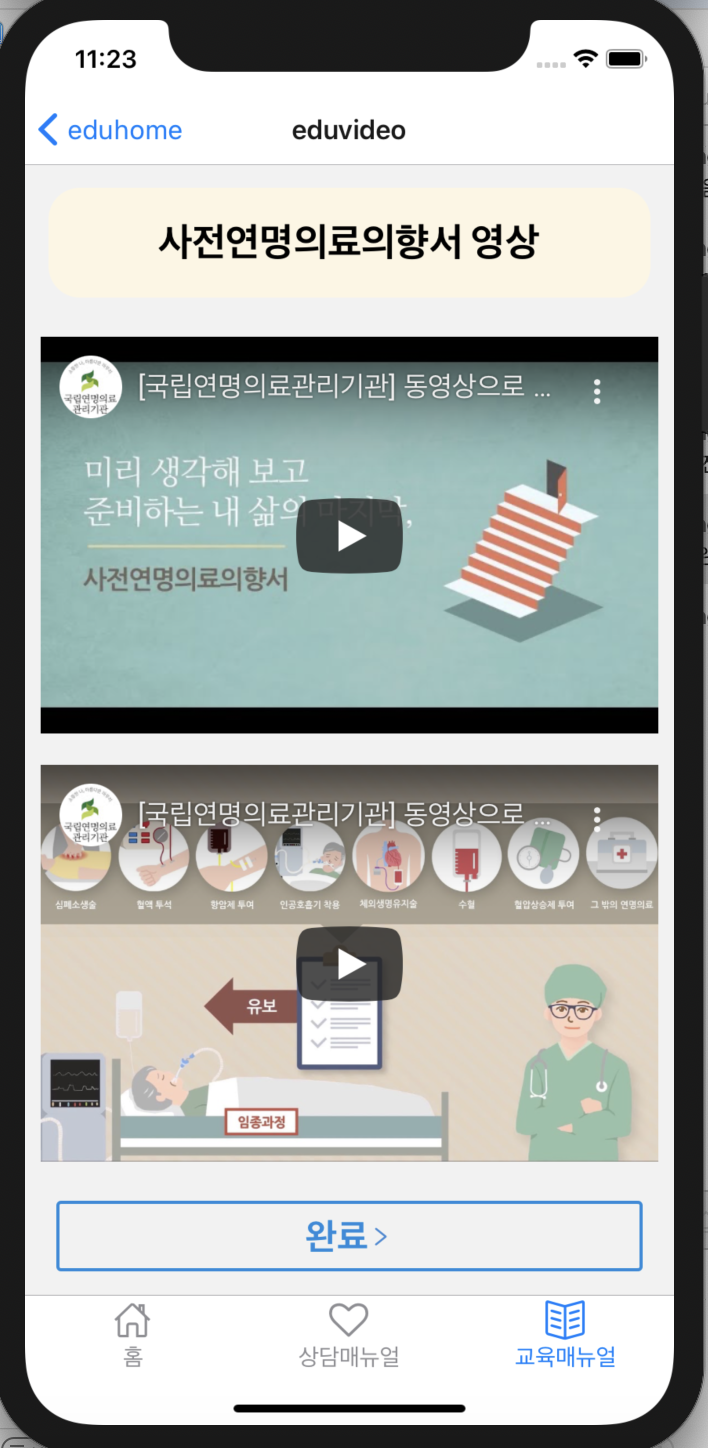 11:23
eduhome
eduvideo
사전연명의료의향서 영상
국립연명의료
관리기관
[국립연명의료관리기관] 동영상으로 ...
미리 생각해 보고
준비하는 내 삶의 마지막,
사전연명의료의향서
국립연명의료
관리기관
[국립연명의료관리기관] 동영상으로 ...
심폐소생술
혈액 투석
항암제 투여
인공호흡기 착용
체외생명유지술
수혈
혈압상승제 투여
그 밖의 연명의료
유보
임종과정
완료 >
홈
상담매뉴얼
교육매뉴얼